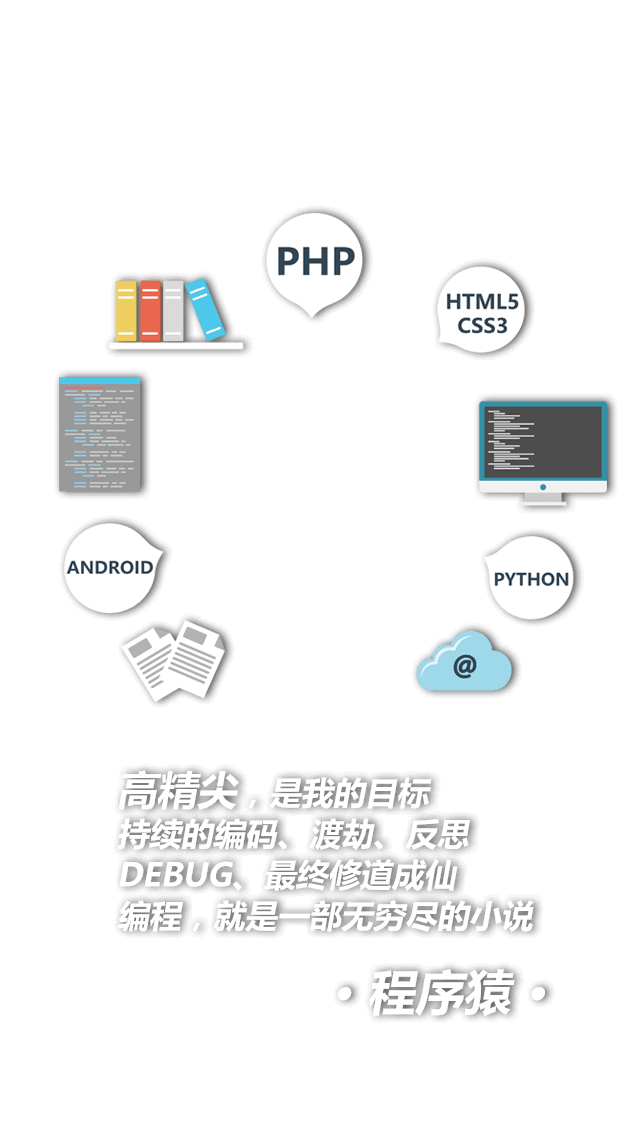 PHP
HTML5
CSS3
ANDROID
PYTHON
@
高精尖，是我的目标
持续的编码、渡劫、反思
DEBUG、最终修道成仙
编程，就是一部无穷尽的小说
·程序猿·